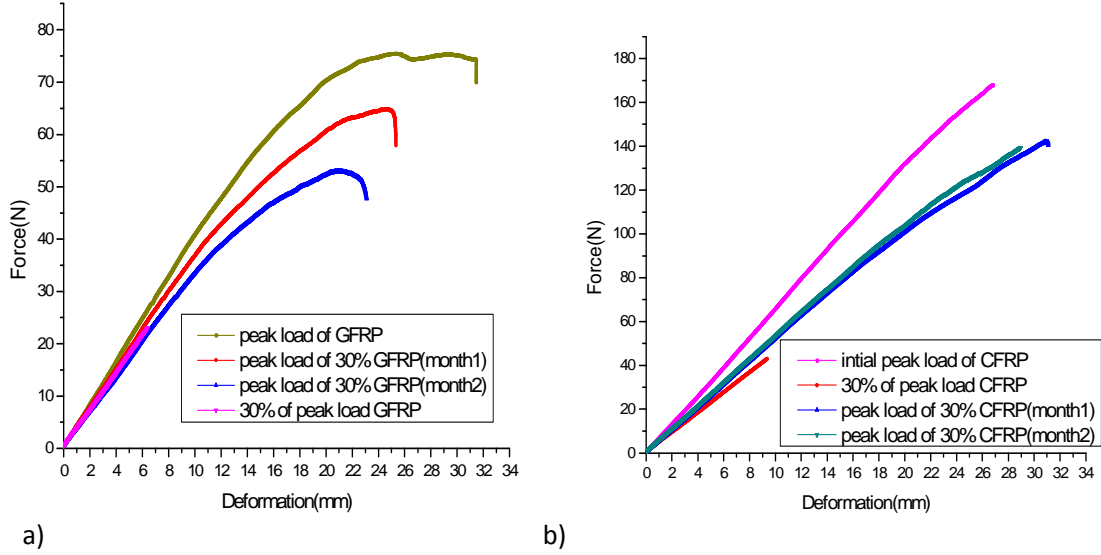 80
70
60
50
40
30
20
10
0
Force(N)
peak load of GFRP
peak load of 30% GFRP(month1)
peak load of 30% GFRP(month2)
30% of peak load GFRP
0 2 4 6 8 10 12 14 16 18 20 22 24 26 28 30 32 34
Deformation(mm)
a)
180
160
140
120
100
80
60
40
20
0
Force(N)
intial peak load of CFRP
30% of peak load CFRP
peak load of 30% CFRP(month1)
peak load of 30% CFRP(month2)
0 2 4 6 8 10 12 14 16 18 20 22 24 26 28 30 32 34
Deformation(mm)
b)